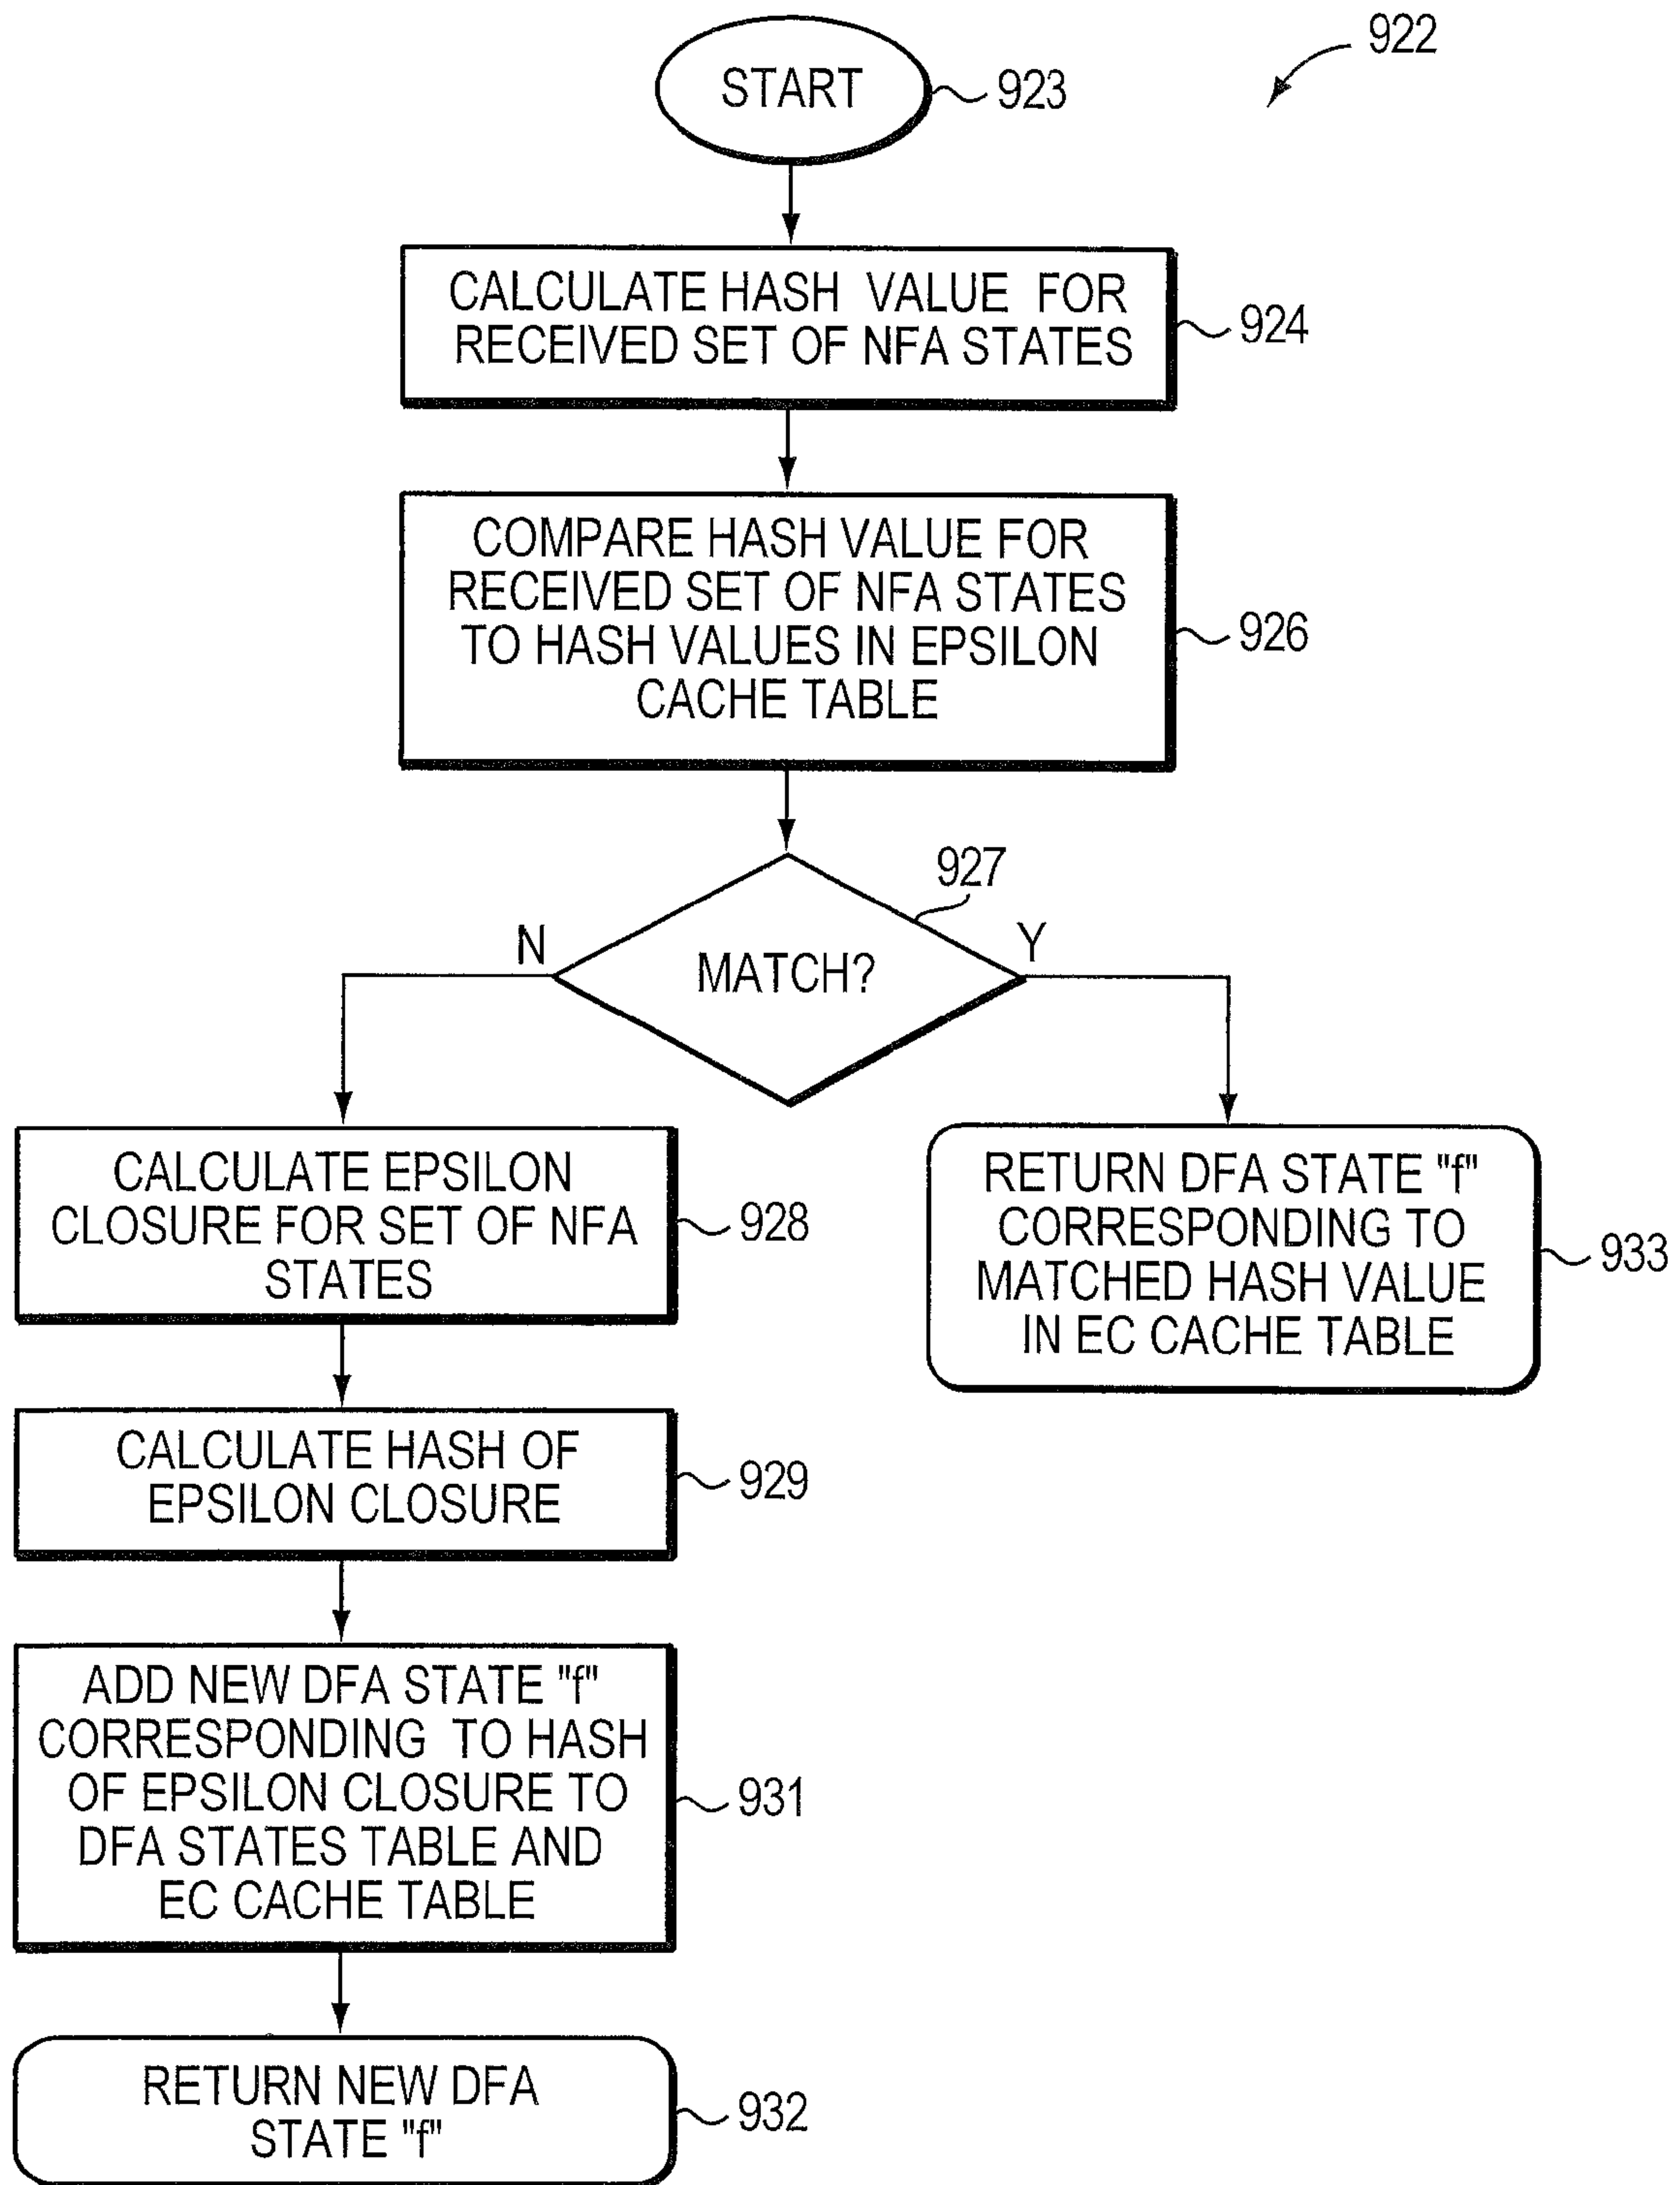 922
START
923
CALCULATE HASH VALUE FOR
RECEIVED SET OF NFA STATES
924
COMPARE HASH VALUE FOR
RECEIVED SET OF NFA STATES
TO HASH VALUES IN EPSILON
CACHE TABLE
926
927
N
MATCH?
Y
CALCULATE EPSILON
CLOSURE FOR SET OF NFA
STATES
928
RETURN DFA STATE "f"
CORRESPONDING TO
MATCHED HASH VALUE
IN EC CACHE TABLE
933
CALCULATE HASH OF
EPSILON CLOSURE
929
ADD NEW DFA STATE "f"
CORRESPONDING TO HASH
OF EPSILON CLOSURE TO
DFA STATES TABLE AND
EC CACHE TABLE
931
RETURN NEW DFA
STATE "f"
932